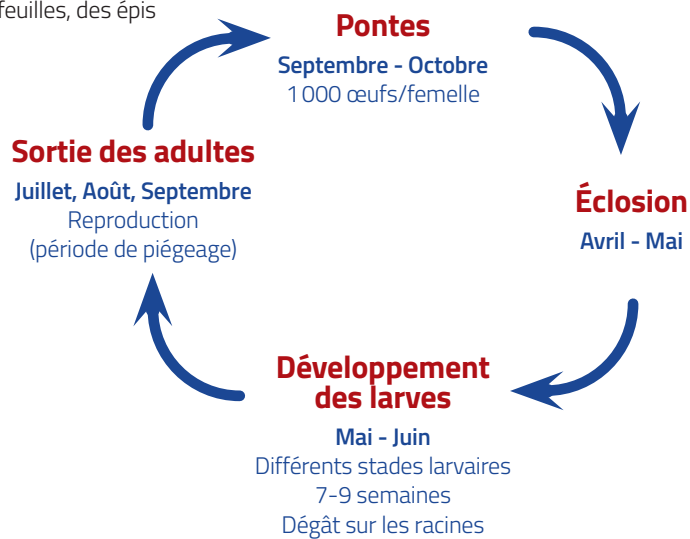 feuilles, des épis
Pontes
Septembre - Octobre
1 000 œufs/femelle
Éclosion
Avril - Mai
Développement
des larves
Mai - Juin
Différents stades larvaires
7-9 semaines
Dégât sur les racines
Sortie des adultes
Juillet, Août, Septembre
Reproduction
(période de piégeage)